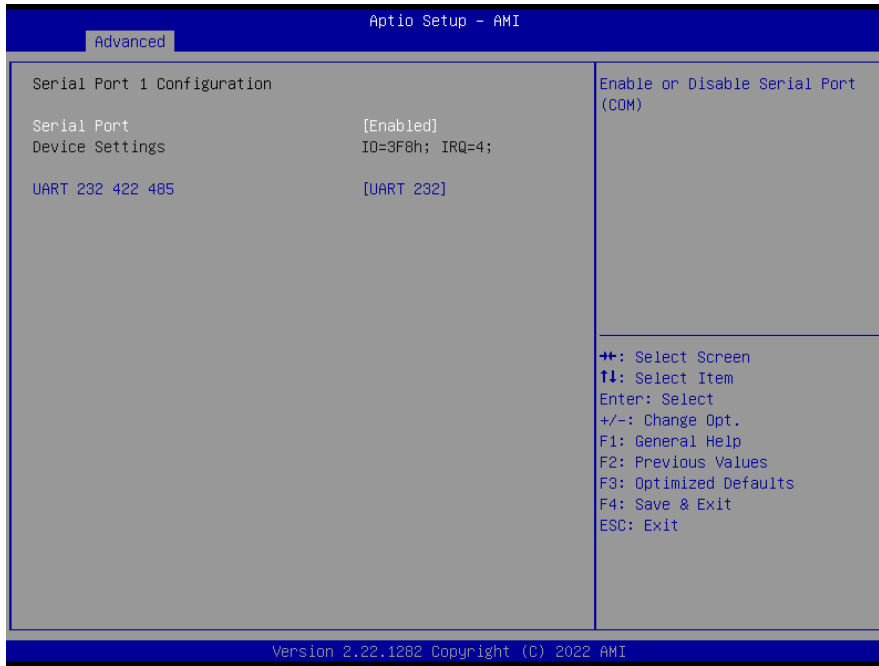 Aptio Setup - AMI
Advanced
Serial Port 1 Configuration
Serial Port [Enabled]
Device Settings IO=3F8h; IRQ=4;
UART 232 422 485 [UART 232]
Enable or Disable Serial Port
(COM)
→←: Select Screen
↑↓: Select Item
Enter: Select
+/-: Change Opt.
F1: General Help
F2: Previous Values
F3: Optimized Defaults
F4: Save & Exit
ESC: Exit
Version 2.22.1282 Copyright (C) 2022 AMI